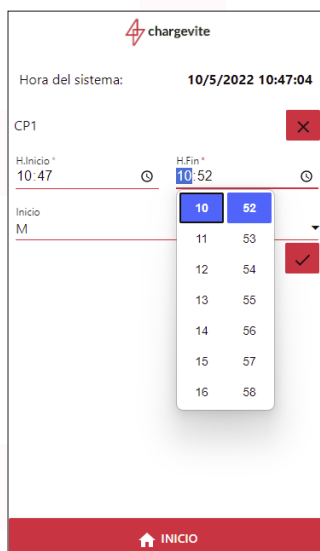 chargevite
Hora del sistema: 10/5/2022 10:47:04
CP1
H.Inicio * H.Fin *
10:47 10:52
Inicio
M
10 52
11 53
12 54
13 55
14 56
15 57
16 58
INICIO